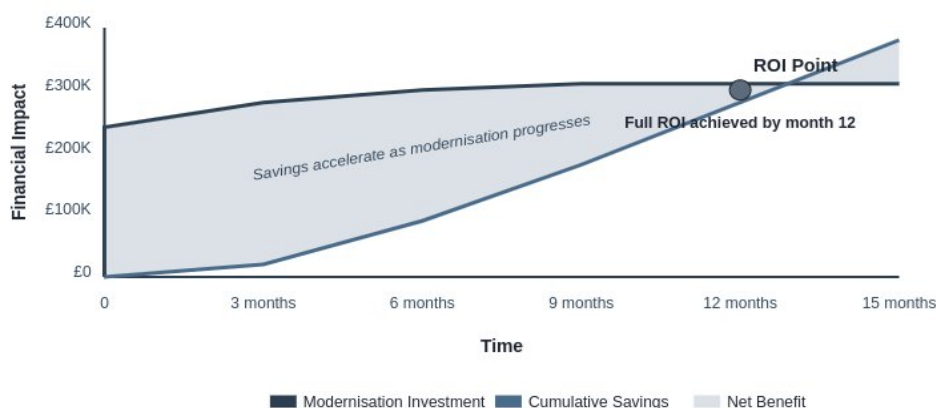 £400K
£300K
£200K
£100K
£0
Financial Impact
ROI Point
Full ROI achieved by month 12
Savings accelerate as modernisation progresses
0 3 months 6 months 9 months 12 months 15 months
Time
Modernisation Investment Cumulative Savings Net Benefit